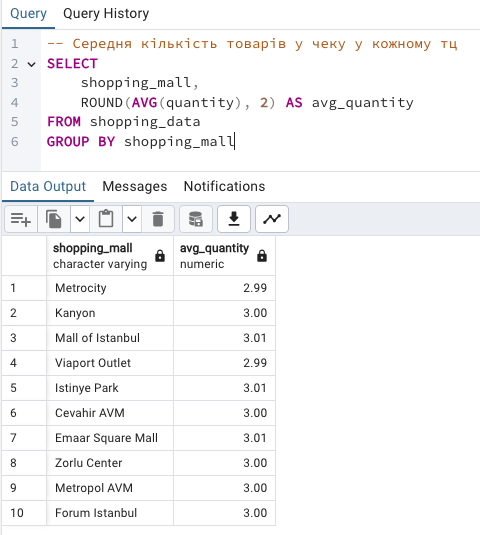 Query Query History
1 -- Середня кількість товарів у чеку у кожному тц
2 SELECT
3 shopping_mall,
4 ROUND(AVG(quantity), 2) AS avg_quantity
5 FROM shopping_data
6 GROUP BY shopping_mall
Data Output Messages Notifications
shopping_mall avg_quantity
character varying numeric
1 Metrocity 2.99
2 Kanyon 3.00
3 Mall of Istanbul 3.01
4 Viaport Outlet 2.99
5 Istinye Park 3.01
6 Cevahir AVM 3.00
7 Emaar Square Mall 3.01
8 Zorlu Center 3.00
9 Metropol AVM 3.00
10 Forum Istanbul 3.00